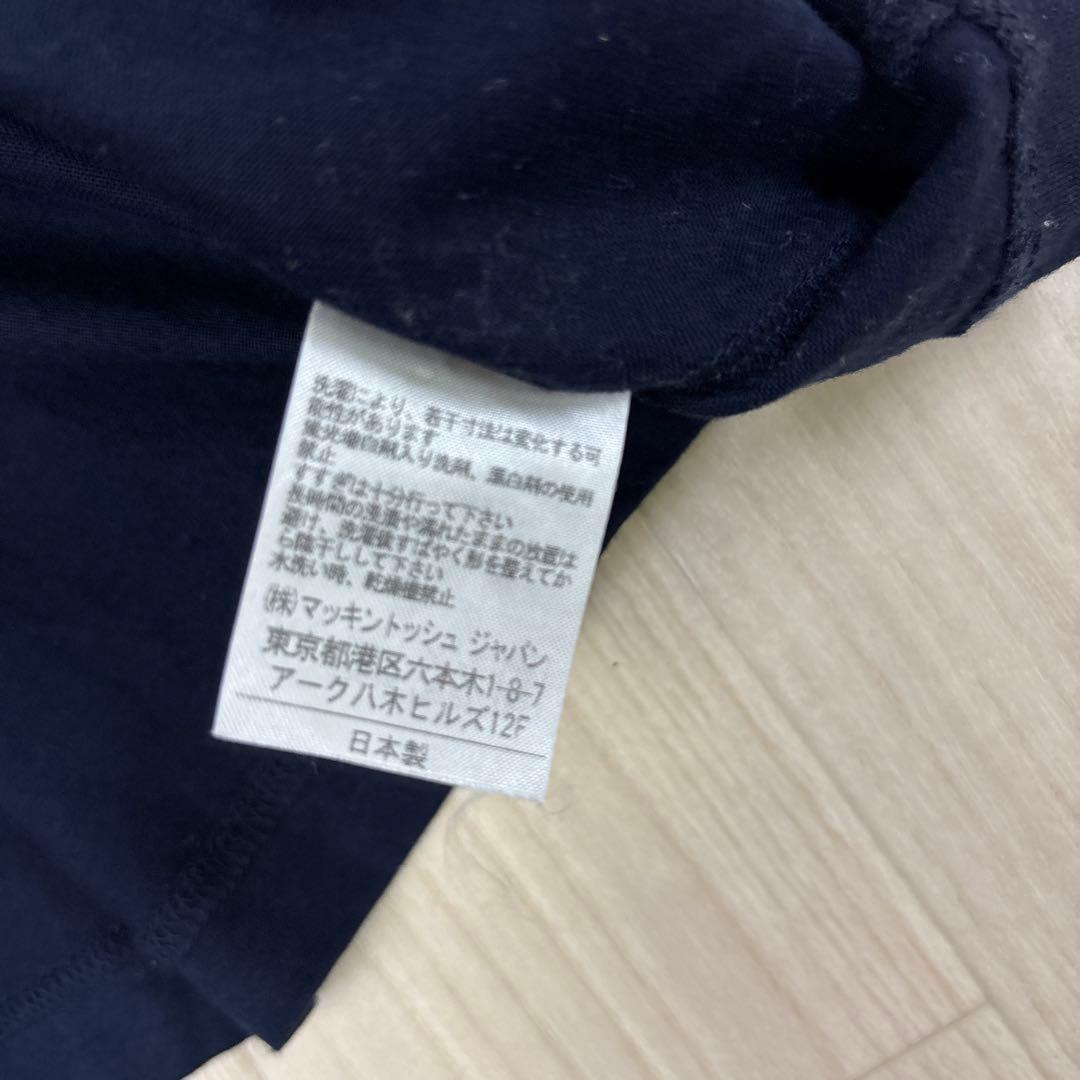 洗濯により、若干寸法は変化する可
能性があります
蛍光増白剤入り洗剤、漂白剤の使用
禁止
すすぎは十分行って下さい
長時間の浸漬や濡れたままの放置は
避け、洗濯後すばやく形を整えてか
ら陰干しして下さい
水洗い時、乾燥機禁止
(株)マッキントッシュ ジャパン
東京都港区六本木1-8-7
アーク八木ヒルズ12F
日本製